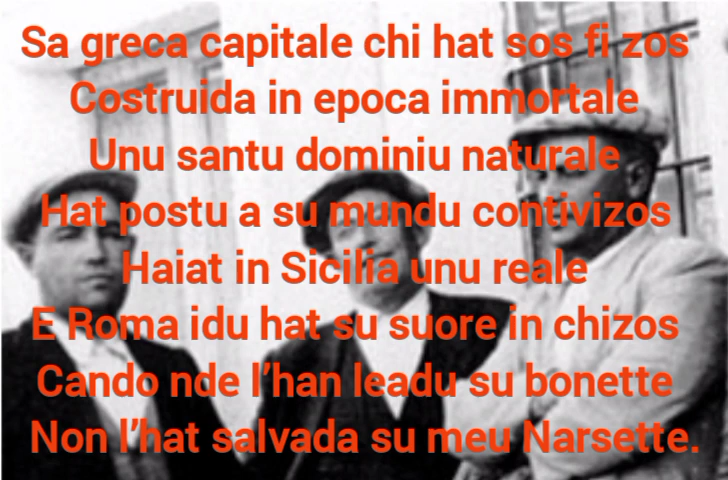 Sa greca capitale chi hat sos fi zos
Costruida in epoca immortale
Unu santu dominiu naturale
Hat postu a su mundu contivizos
Haiat in Sicilia unu reale
E Roma idu hat su suore in chizos
Cando nde l’han leadu su bonette
Non l’hat salvada su meu Narsette.